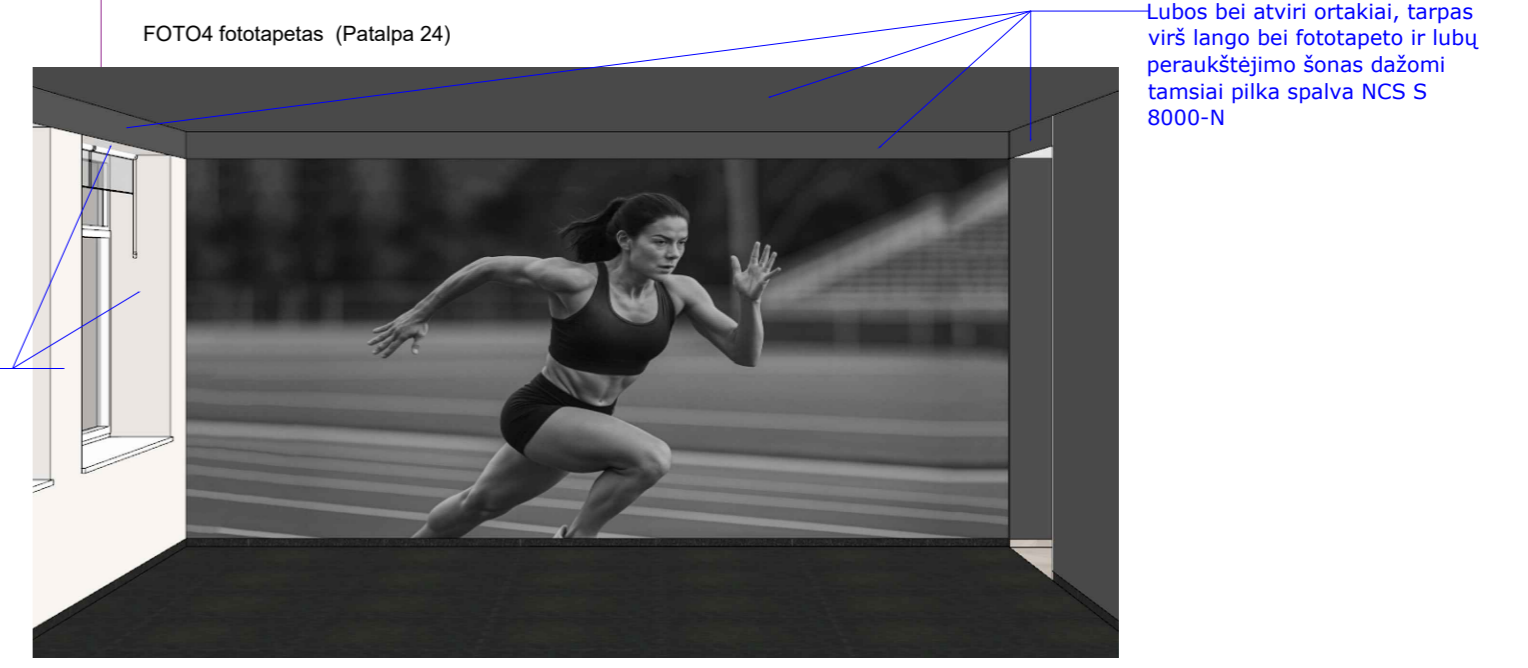 FOTO4 fototapetas (Patalpa 24)
Lubos bei atviri ortakiai, tarpas
virš lango bei fototapeto ir lubų
peraukštėjimo šonas dažomi
tamsiai pilka spalva NCS S
8000-N